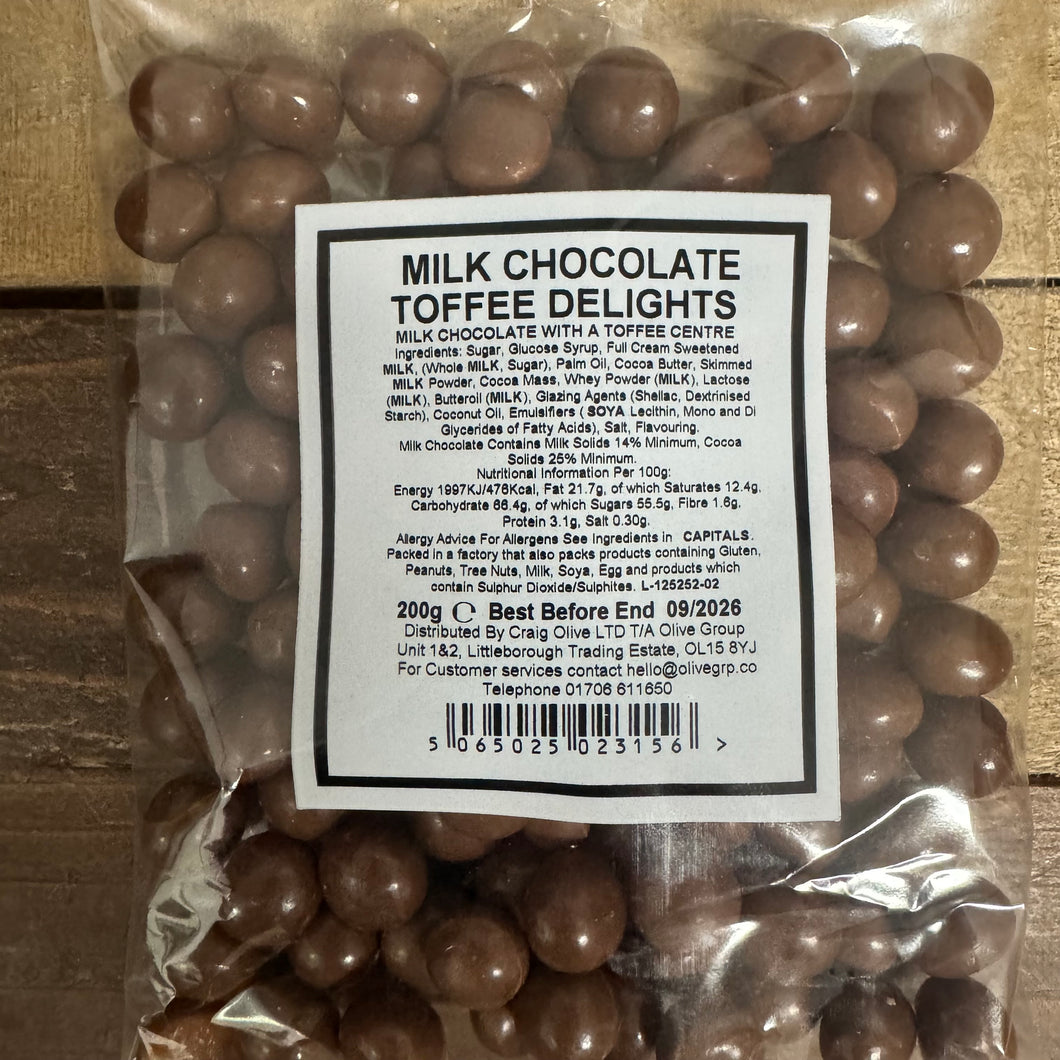 MILK CHOCOLATE
TOFFEE DELIGHTS
MILK CHOCOLATE WITH A TOFFEE CENTRE
Ingredients: Sugar, Glucose Syrup, Full Cream Sweetened
MILK, (Whole MILK, Sugar), Palm Oil, Cocoa Butter, Skimmed
MILK Powder, Cocoa Mass, Whey Powder (MILK), Lactose
(MILK), Butteroil (MILK), Glazing Agents (Shellac, Dextrinised
Starch), Coconut Oil, Emulsifiers ( SOYA Lecithin, Mono and Di
Glycerides of Fatty Acids), Salt, Flavouring.
Milk Chocolate Contains Milk Solids 14% Minimum, Cocoa
Solids 25% Minimum.
Nutritional Information Per 100g:
Energy 1997KJ/476Kcal, Fat 21.7g, of which Saturates 12.4g.
Carbohydrate 66.4g, of which Sugars 55.5g, Fibre 1.6g,
Protein 3.1g, Salt 0.30g.
Allergy Advice For Allergens See Ingredients in CAPITALS.
Packed in a factory that also packs products containing Gluten,
Peanuts, Tree Nuts, Milk, Soya, Egg and products which
contain Sulphur Dioxide/Sulphites. L-125252-02
200g ℮ Best Before End 09/2026
Distributed By Craig Olive LTD T/A Olive Group
Unit 1&2, Littleborough Trading Estate, OL15 8YJ
For Customer services contact hello@olivegrp.co
Telephone 01706 611650
5 065025 023156 >